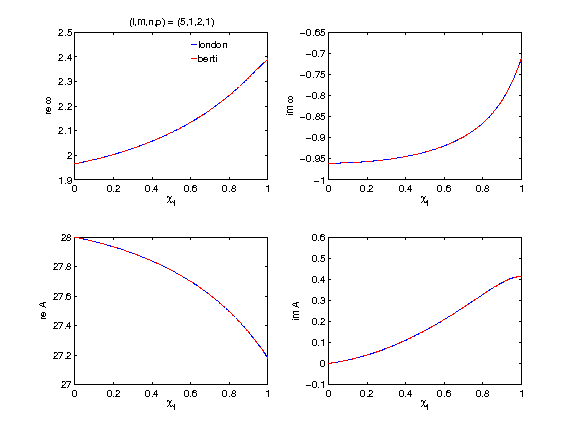 (l,m,n,p) = (5,1,2,1)
2.5
2.4
2.3
2.2
2.1
2
1.9
re ω
london
berti
0 0.2 0.4 0.6 0.8 1
χf
-0.65
-0.7
-0.75
-0.8
-0.85
-0.9
-0.95
-1
im ω
0 0.2 0.4 0.6 0.8 1
χf
28
27.8
27.6
27.4
27.2
27
re A
0 0.2 0.4 0.6 0.8 1
χf
0.6
0.5
0.4
0.3
0.2
0.1
0
-0.1
im A
0 0.2 0.4 0.6 0.8 1
χf